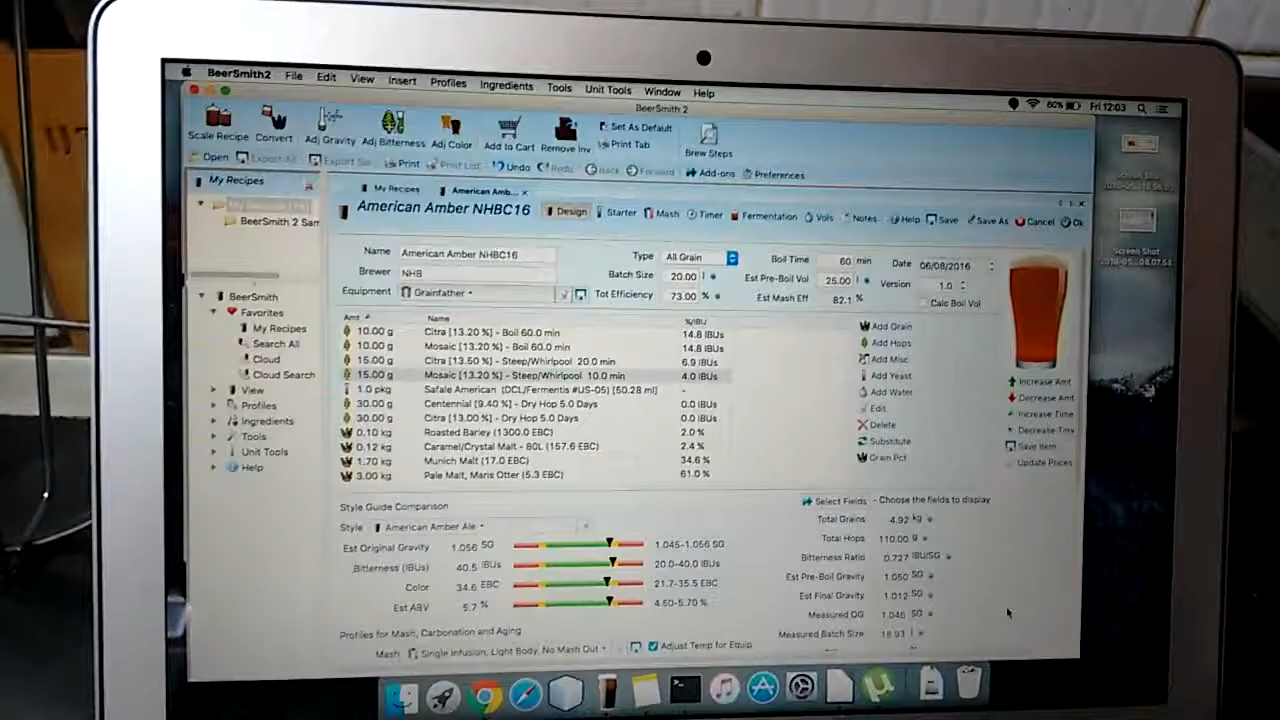 BeerSmith2 File Edit View Insert Profiles Ingredients Tools Unit Tools Window Help 60% Fri 12:03
BeerSmith 2
Scale Recipe Convert Adj Gravity Adj Bitterness Adj Color Add to Cart Remove Inv Set As Default Print Tab Brew Steps
Open Export All Export Se Print Print List Undo Redo Back Forward Add-ons Preferences
My Recipes
BeerSmith 2 Sam
BeerSmith
Favorites
My Recipes
Search All
Cloud
Cloud Search
View
Profiles
Ingredients
Tools
Unit Tools
Help
My Recipes American Amb...
American Amber NHBC16 Design Starter Mash Timer Fermentation Vols Notes Help Save Save As Cancel Ok
Name American Amber NHBC16 Type All Grain Boil Time 60 min Date 06/08/2016
Brewer NHB Batch Size 20.00 l Est Pre-Boil Vol 25.00 l Version 1.0
Equipment Grainfather Tot Efficiency 73.00 % Est Mash Eff 82.1 % Calc Boil Vol
Amt Name %/IBU
10.00 g Citra [13.20 %] - Boil 60.0 min 14.8 IBUs
10.00 g Mosaic [13.20 %] - Boil 60.0 min 14.8 IBUs
15.00 g Citra [13.50 %] - Steep/Whirlpool 20.0 min 6.9 IBUs
15.00 g Mosaic [13.20 %] - Steep/Whirlpool 10.0 min 4.0 IBUs
1.0 pkg Safale American (DCL/Fermentis #US-05) [50.28 ml] -
30.00 g Centennial [9.40 %] - Dry Hop 5.0 Days 0.0 IBUs
30.00 g Citra [13.00 %] - Dry Hop 5.0 Days 0.0 IBUs
0.10 kg Roasted Barley (1300.0 EBC) 2.0 %
0.12 kg Caramel/Crystal Malt - 80L (157.6 EBC) 2.4 %
1.70 kg Munich Malt (17.0 EBC) 34.6 %
3.00 kg Pale Malt, Maris Otter (5.3 EBC) 61.0 %
Add Grain
Add Hops
Add Misc
Add Yeast
Add Water
Edit
Delete
Substitute
Grain Pct
Increase Amt
Decrease Amt
Increase Time
Decrease Time
Save Item
Update Prices
Style Guide Comparison
Style American Amber Ale
Est Original Gravity 1.056 SG 1.045-1.056 SG
Bitterness (IBUs) 40.5 IBUs 20.0-40.0 IBUs
Color 34.6 EBC 21.7-35.5 EBC
Est ABV 5.7 % 4.50-5.70 %
Select Fields - Choose the fields to display
Total Grains 4.92 kg
Total Hops 110.00 g
Bitterness Ratio 0.727 IBU/SG
Est Pre-Boil Gravity 1.050 SG
Est Final Gravity 1.012 SG
Measured OG 1.046 SG
Measured Batch Size 18.93 l
Profiles for Mash, Carbonation and Aging
Mash Single Infusion, Light Body, No Mash Out Adjust Temp for Equip
Screen Shot